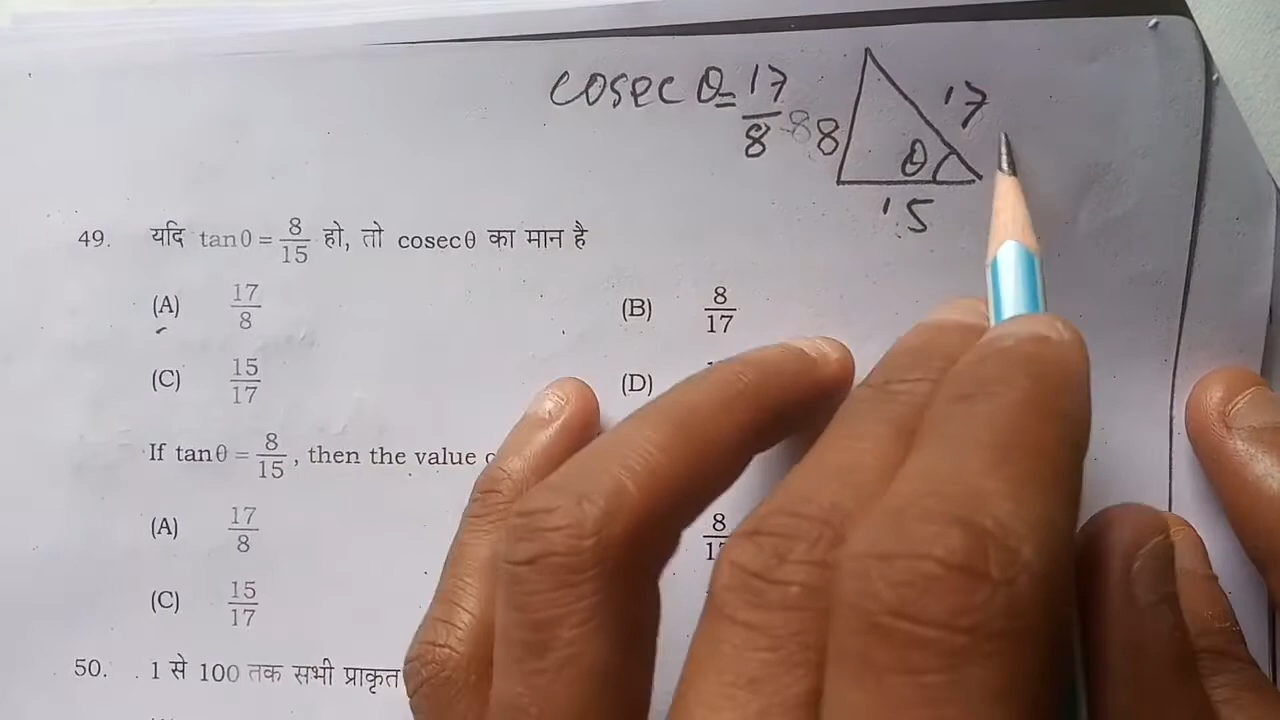 cosec θ = 17/8 8 8 17
θ
15
49. यदि tanθ = 8/15 हो, तो cosecθ का मान है
(A) 17/8 (B) 8/17
(C) 15/17 (D)
If tanθ = 8/15, then the value
(A) 17/8 8
(C) 15/17
50. 1 से 100 तक सभी प्राकृत